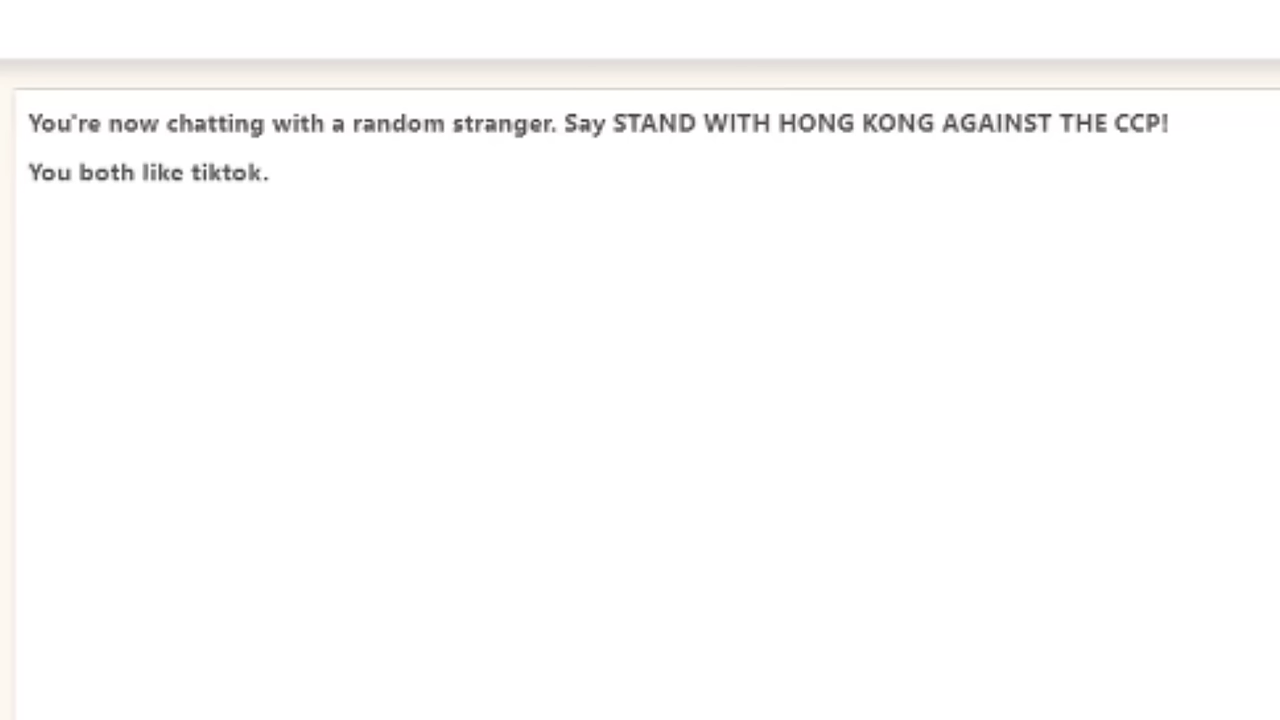 You're now chatting with a random stranger. Say STAND WITH HONG KONG AGAINST THE CCP!
You both like tiktok.